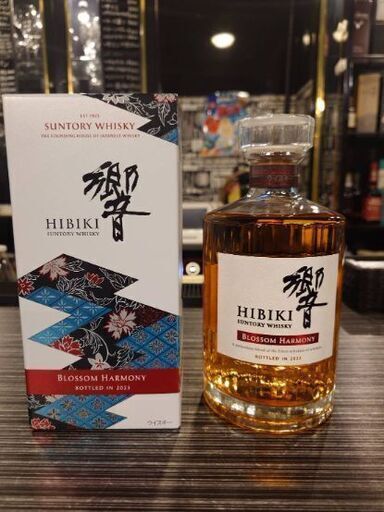 EST. 1923
SUNTORY WHISKY
THE FOUNDING HOUSE OF JAPANESE WHISKY
響
HIBIKI
SUNTORY WHISKY
BLOSSOM HARMONY
BOTTLED IN 2023
ウイスキー
響
HIBIKI
SUNTORY WHISKY
BLOSSOM HARMONY
BOTTLED IN 2023